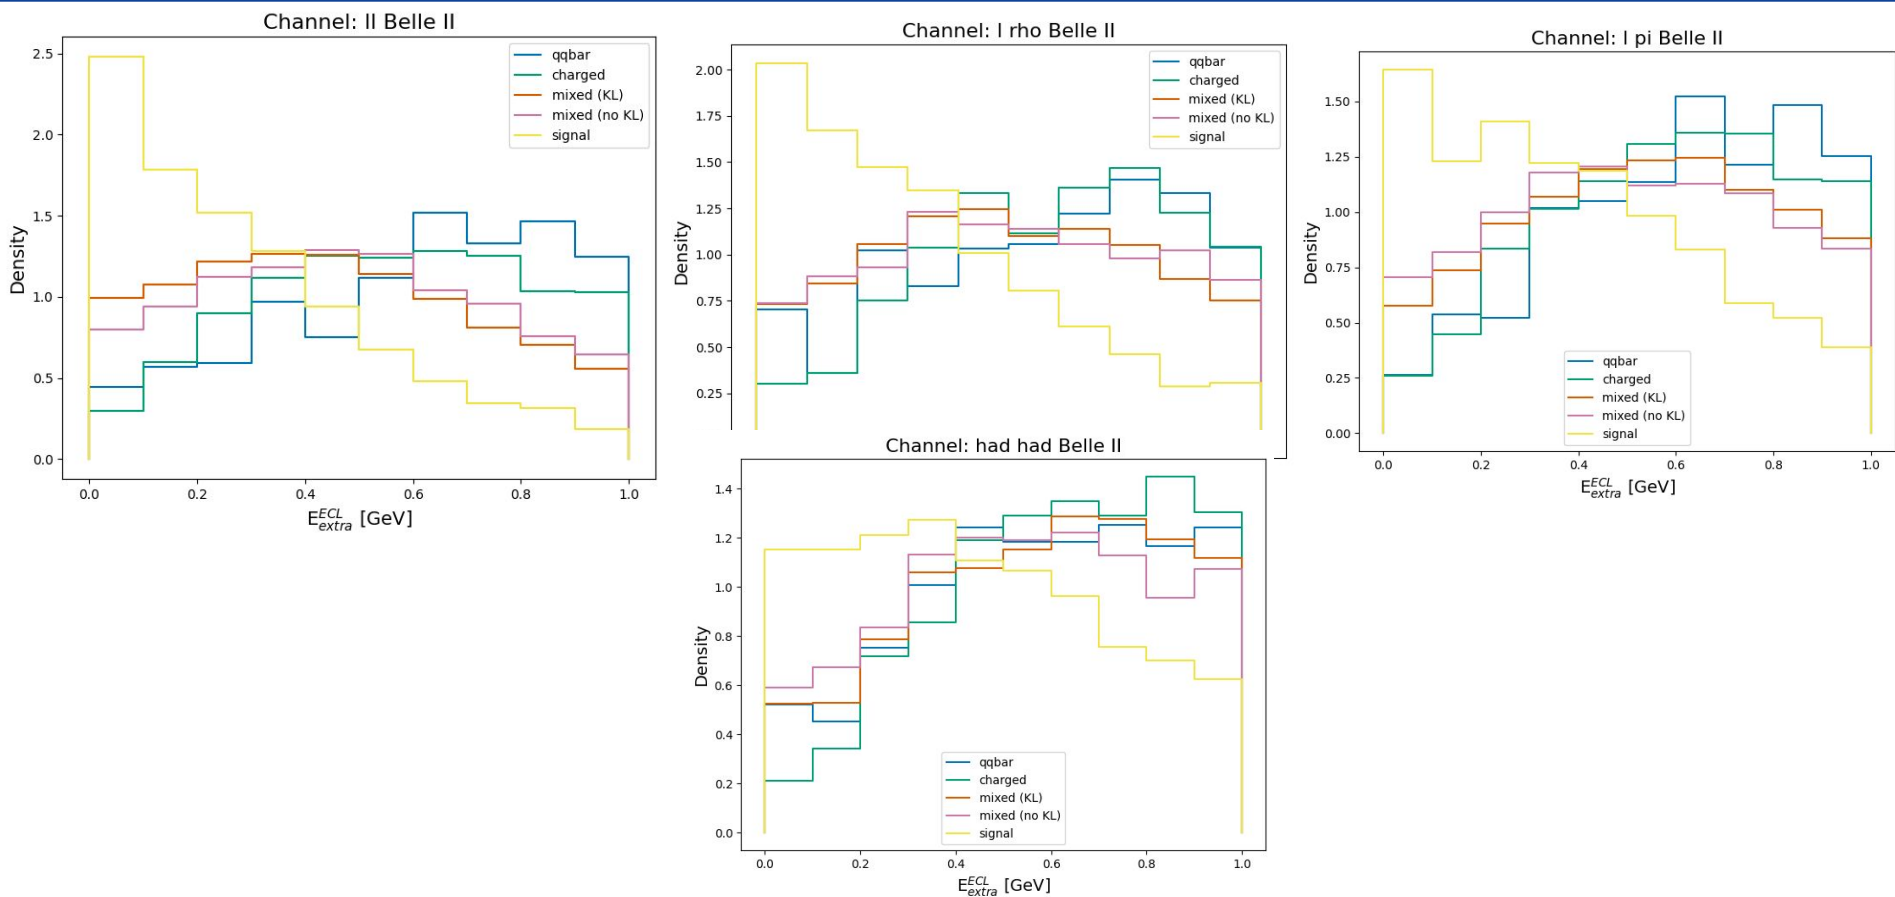 Channel: ll Belle II
2.5
2.0
1.5
1.0
0.5
0.0
Density
qqbar
charged
mixed (KL)
mixed (no KL)
signal
0.0 0.2 0.4 0.6 0.8 1.0
E^{ECL}_{extra} [GeV]
Channel: l rho Belle II
2.00
1.75
1.50
1.25
1.00
0.75
0.50
0.25
Density
qqbar
charged
mixed (KL)
mixed (no KL)
signal
Channel: l pi Belle II
1.50
1.25
1.00
0.75
0.50
0.25
0.00
Density
qqbar
charged
mixed (KL)
mixed (no KL)
signal
0.0 0.2 0.4 0.6 0.8 1.0
E^{ECL}_{extra} [GeV]
Channel: had had Belle II
1.4
1.2
1.0
0.8
0.6
0.4
0.2
0.0
Density
qqbar
charged
mixed (KL)
mixed (no KL)
signal
0.0 0.2 0.4 0.6 0.8 1.0
E^{ECL}_{extra} [GeV]